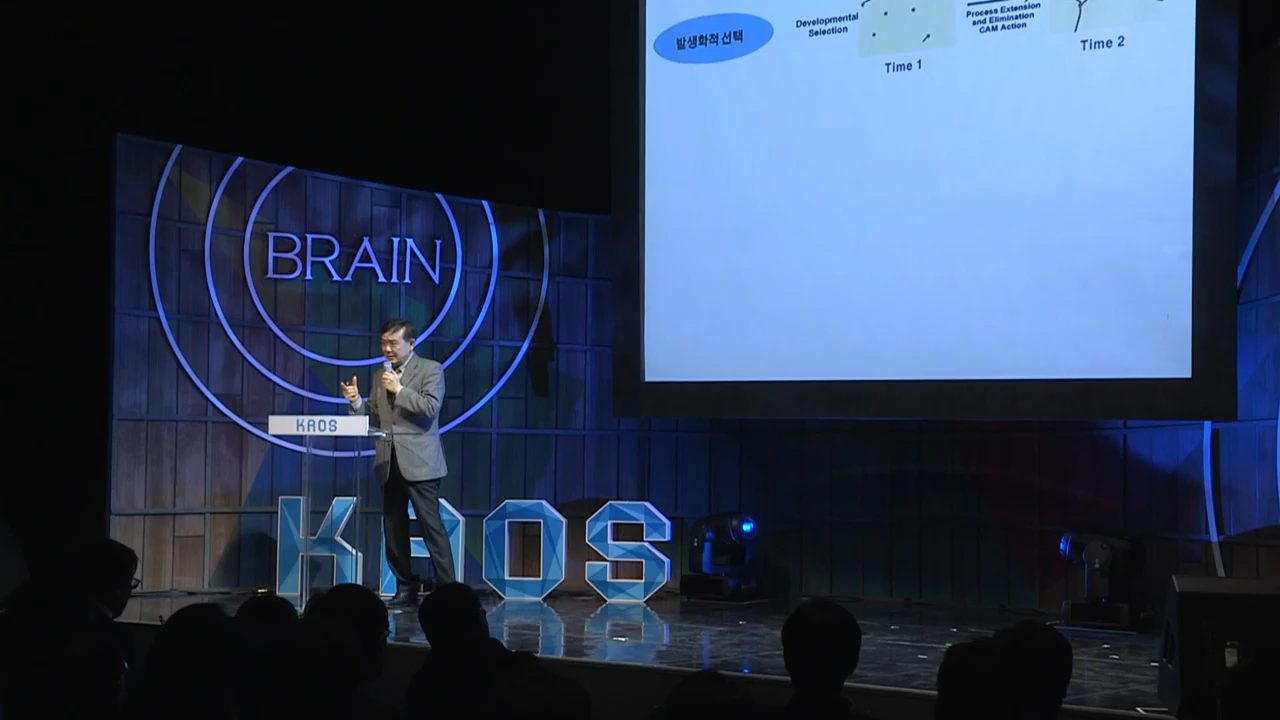 발생학적 선택
Developmental
Selection
Process Extension
and Elimination
CAM Action
Time 1
Time 2
BRAIN
KAOS
KAOS